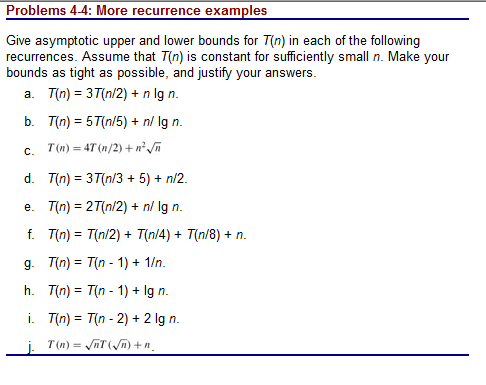 Problems 4-4: More recurrence examples
Give asymptotic upper and lower bounds for T(n) in each of the following
recurrences. Assume that T(n) is constant for sufficiently small n. Make your
bounds as tight as possible, and justify your answers.
a. T(n) = 3T(n/2) + n lg n.
b. T(n) = 5T(n/5) + n/ lg n.
c. T(n) = 4T(n/2) + n²√n
d. T(n) = 3T(n/3 + 5) + n/2.
e. T(n) = 2T(n/2) + n/ lg n.
f. T(n) = T(n/2) + T(n/4) + T(n/8) + n.
g. T(n) = T(n - 1) + 1/n.
h. T(n) = T(n - 1) + lg n.
i. T(n) = T(n - 2) + 2 lg n.
j. T(n) = √nT(√n) + n.